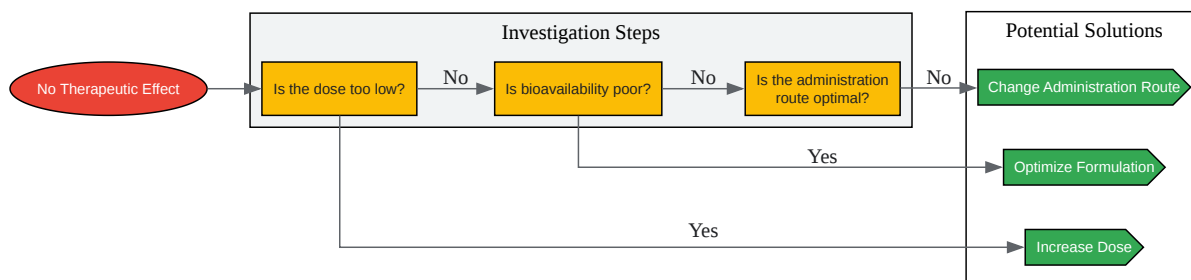 Investigation Steps
Potential Solutions
No Therapeutic Effect
Is the dose too low?
No
Is bioavailability poor?
No
Is the administration
route optimal?
No
Change Administration Route
Yes
Optimize Formulation
Yes
Increase Dose